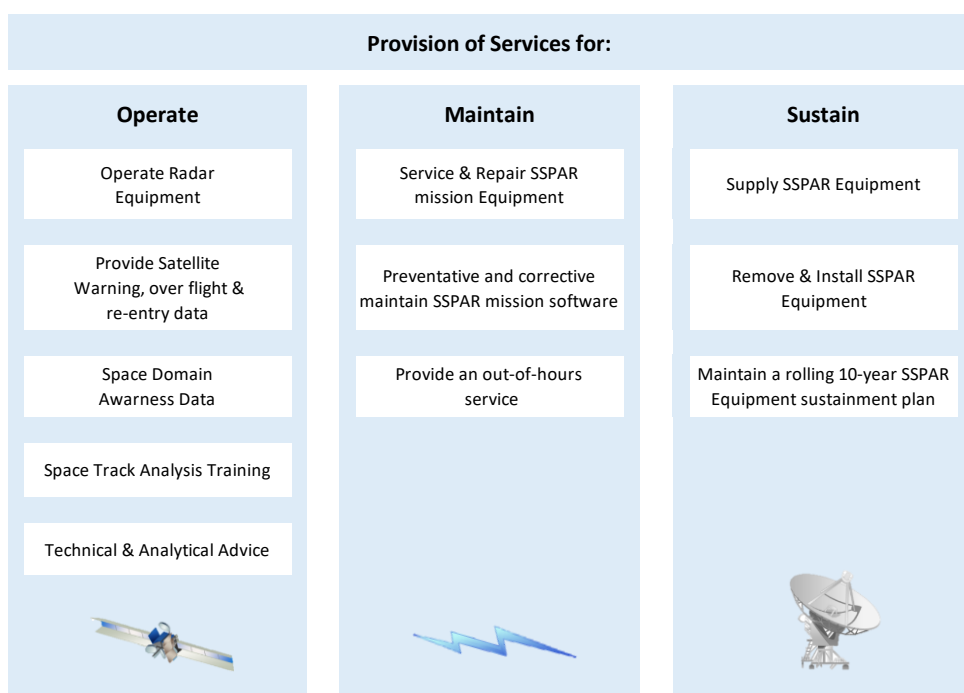 Provision of Services for:
Operate
Operate Radar
Equipment
Provide Satellite
Warning, over flight &
re-entry data
Space Domain
Awarness Data
Space Track Analysis Training
Technical & Analytical Advice
Maintain
Service & Repair SSPAR
mission Equipment
Preventative and corrective
maintain SSPAR mission software
Provide an out-of-hours
service
Sustain
Supply SSPAR Equipment
Remove & Install SSPAR
Equipment
Maintain a rolling 10-year SSPAR
Equipment sustainment plan